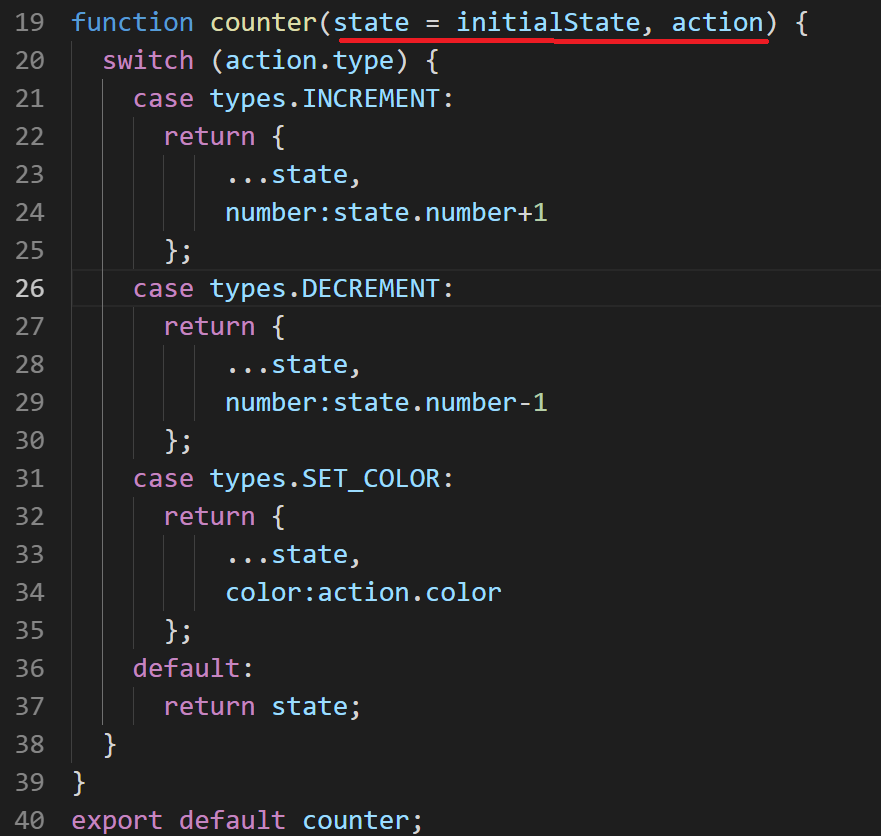 19 function counter(state = initialState, action) {
20   switch (action.type) {
21     case types.INCREMENT:
22       return {
23           ...state,
24           number:state.number+1
25       };
26     case types.DECREMENT:
27       return {
28           ...state,
29           number:state.number-1
30       };
31     case types.SET_COLOR:
32       return {
33           ...state,
34           color:action.color
35       };
36     default:
37       return state;
38   }
39 }
40 export default counter;